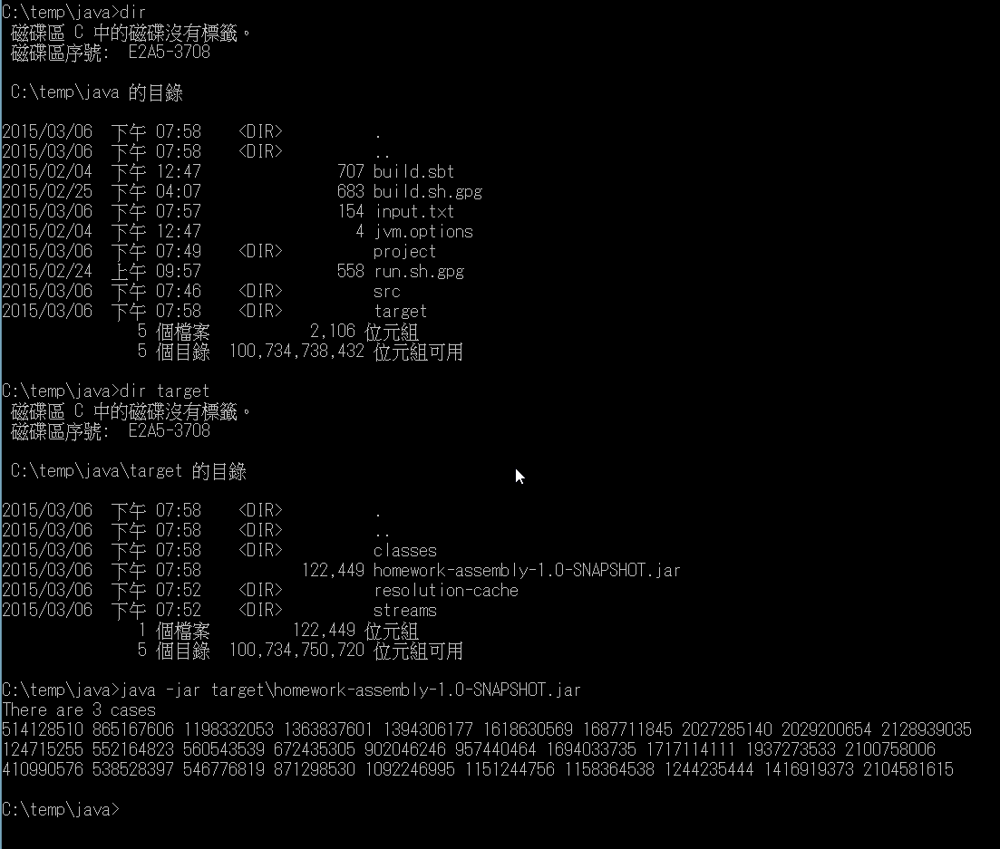 C:\temp\java>dir
磁碟區 C 中的磁碟沒有標籤。
磁碟區序號:  E2A5-3708
C:\temp\java 的目錄
2015/03/06  下午 07:58    <DIR>          .
2015/03/06  下午 07:58    <DIR>          ..
2015/02/04  下午 12:47               707 build.sbt
2015/02/25  下午 04:07               683 build.sh.gpg
2015/03/06  下午 07:57               154 input.txt
2015/02/04  下午 12:47                 4 jvm.options
2015/03/06  下午 07:49    <DIR>          project
2015/02/24  上午 09:57               558 run.sh.gpg
2015/03/06  下午 07:46    <DIR>          src
2015/03/06  下午 07:58    <DIR>          target
5 個檔案           2,106 位元組
5 個目錄  100,734,738,432 位元組可用
C:\temp\java>dir target
磁碟區 C 中的磁碟沒有標籤。
磁碟區序號:  E2A5-3708
C:\temp\java\target 的目錄
2015/03/06  下午 07:58    <DIR>          .
2015/03/06  下午 07:58    <DIR>          ..
2015/03/06  下午 07:58    <DIR>          classes
2015/03/06  下午 07:58           122,449 homework-assembly-1.0-SNAPSHOT.jar
2015/03/06  下午 07:52    <DIR>          resolution-cache
2015/03/06  下午 07:52    <DIR>          streams
1 個檔案         122,449 位元組
5 個目錄  100,734,750,720 位元組可用
C:\temp\java>java -jar target\homework-assembly-1.0-SNAPSHOT.jar
There are 3 cases
514128510 865167606 1198332053 1363837601 1394306177 1618630569 1687711845 2027285140 2029200654 2128939035
124715255 552164823 560543539 672435305 902046246 957440464 1694033735 1717114111 1937273533 2100758006
410990576 538528397 546776819 871298530 1092246995 1151244756 1158364538 1244235444 1416919373 2104581615
C:\temp\java>